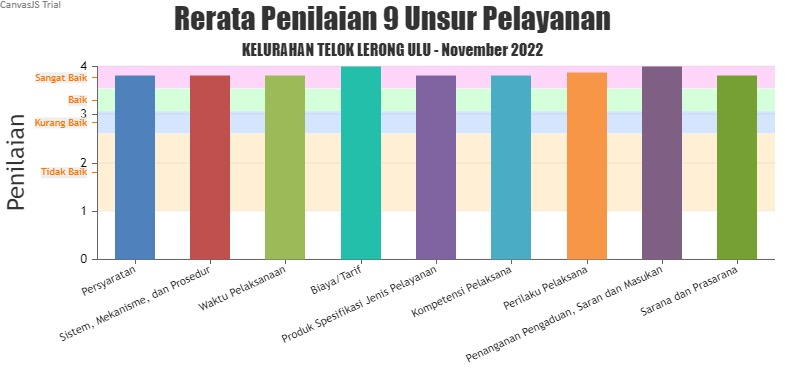 CanvasJS Trial
Rerata Penilaian 9 Unsur Pelayanan
KELURAHAN TELOK LERONG ULU - November 2022
Penilaian
4
Sangat Baik
Baik
3
Kurang Baik
2
Tidak Baik
1
0
Persyaratan
Sistem, Mekanisme, dan Prosedur
Waktu Pelaksanaan
Biaya/Tarif
Produk Spesifikasi Jenis Pelayanan
Kompetensi Pelaksana
Perilaku Pelaksana
Penanganan Pengaduan, Saran dan Masukan
Sarana dan Prasarana